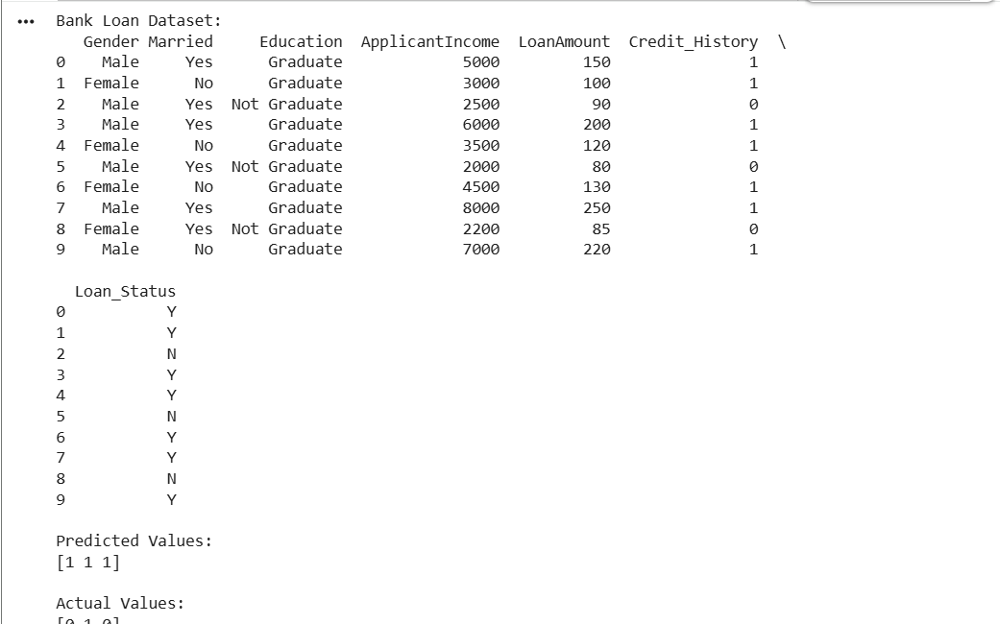 Bank Loan Dataset:
Gender Married Education ApplicantIncome LoanAmount Credit_History \
0 Male Yes Graduate 5000 150 1
1 Female No Graduate 3000 100 1
2 Male Yes Not Graduate 2500 90 0
3 Male Yes Graduate 6000 200 1
4 Female No Graduate 3500 120 1
5 Male Yes Not Graduate 2000 80 0
6 Female No Graduate 4500 130 1
7 Male Yes Graduate 8000 250 1
8 Female Yes Not Graduate 2200 85 0
9 Male No Graduate 7000 220 1
Loan_Status
0 Y
1 Y
2 N
3 Y
4 Y
5 N
6 Y
7 Y
8 N
9 Y
Predicted Values:
[1 1 1]
Actual Values:
[0 1 0]